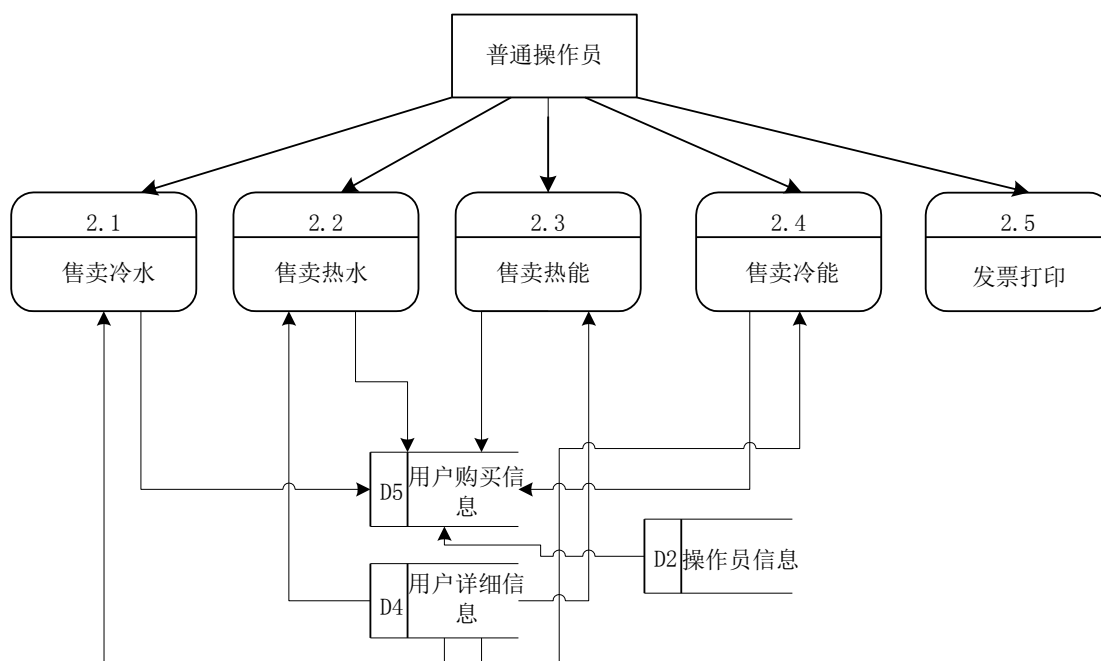 普通操作员
2.1
售卖冷水
2.2
售卖热水
2.3
售卖热能
2.4
售卖冷能
2.5
发票打印
D5
用户购买信
息
D2
操作员信息
D4
用户详细信
息